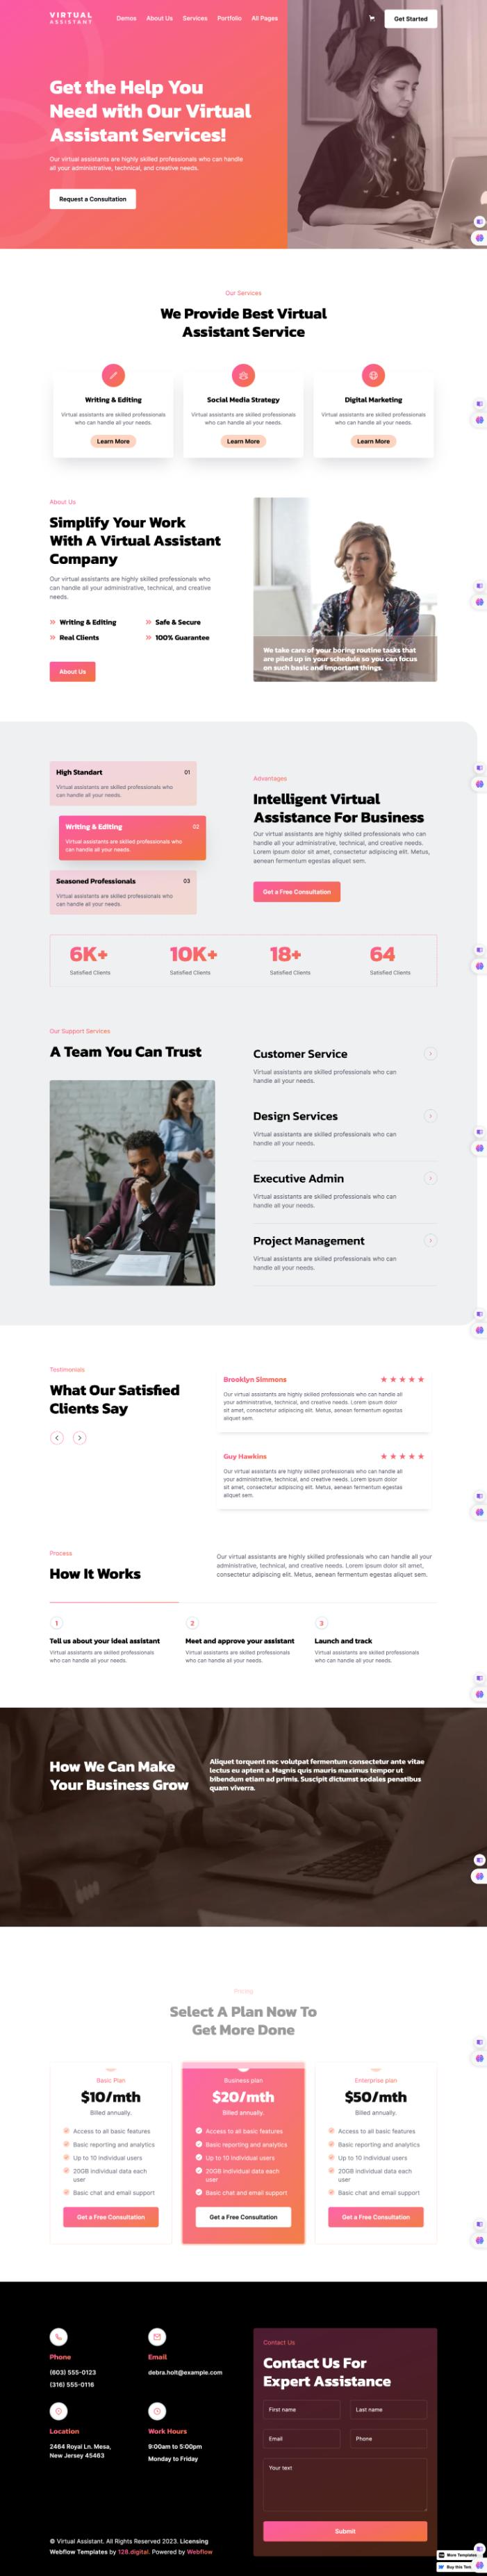 VIRTUAL
ASSISTANT
Demos About Us Services Portfolio All Pages
Get Started
Get the Help You
Need with Our Virtual
Assistant Services!
Our virtual assistants are highly skilled professionals who can handle
all your administrative, technical, and creative needs.
Request a Consultation
Our Services
We Provide Best Virtual
Assistant Service
Writing & Editing
Virtual assistants are skilled professionals
who can handle all your needs.
Learn More
Social Media Strategy
Virtual assistants are skilled professionals
who can handle all your needs.
Learn More
Digital Marketing
Virtual assistants are skilled professionals
who can handle all your needs.
Learn More
About Us
Simplify Your Work
With A Virtual Assistant
Company
Our virtual assistants are highly skilled professionals who
can handle all your administrative, technical, and creative
needs.
Writing & Editing
Safe & Secure
Real Clients
100% Guarantee
About Us
We take care of your boring routine tasks that
are piled up in your schedule so you can focus
on such basic and important things.
High Standart 01
Virtual assistants are skilled professionals who
can handle all your needs.
Writing & Editing 02
Virtual assistants are skilled professionals who
can handle all your needs.
Seasoned Professionals 03
Virtual assistants are skilled professionals who
can handle all your needs.
Advantages
Intelligent Virtual
Assistance For Business
Our virtual assistants are highly skilled professionals who can
handle all your administrative, technical, and creative needs.
Lorem ipsum dolor sit amet, consectetur adipiscing elit. Metus,
aenean fermentum egestas aliquet sem.
Get a Free Consultation
6K+
Satisfied Clients
10K+
Satisfied Clients
18+
Satisfied Clients
64
Satisfied Clients
Our Support Services
A Team You Can Trust
Customer Service
Virtual assistants are skilled professionals who can
handle all your needs.
Design Services
Virtual assistants are skilled professionals who can
handle all your needs.
Executive Admin
Virtual assistants are skilled professionals who can
handle all your needs.
Project Management
Virtual assistants are skilled professionals who can
handle all your needs.
Testimonials
What Our Satisfied
Clients Say
Brooklyn Simmons
Our virtual assistants are highly skilled professionals who can handle all
your administrative, technical, and creative needs. Lorem ipsum dolor
sit amet, consectetur adipiscing elit. Metus, aenean fermentum egestas
aliquet sem.
Guy Hawkins
Our virtual assistants are highly skilled professionals who can handle all
your administrative, technical, and creative needs. Lorem ipsum dolor
sit amet, consectetur adipiscing elit. Metus, aenean fermentum egestas
aliquet sem.
Process
How It Works
Our virtual assistants are highly skilled professionals who can handle all your
administrative, technical, and creative needs. Lorem ipsum dolor sit amet,
consectetur adipiscing elit. Metus, aenean fermentum egestas aliquet sem.
1
Tell us about your ideal assistant
Virtual assistants are skilled professionals
who can handle all your needs.
2
Meet and approve your assistant
Virtual assistants are skilled professionals
who can handle all your needs.
3
Launch and track
Virtual assistants are skilled professionals
who can handle all your needs.
How We Can Make
Your Business Grow
Aliquet torquent nec volutpat fermentum consectetur ante vitae
lectus eu aptent a. Magnis quis mauris maximus tempor ut
bibendum etiam ad primis. Suscipit dictumst sodales penatibus
quam viverra.
Pricing
Select A Plan Now To
Get More Done
Basic Plan
$10/mth
Billed annually.
Access to all basic features
Basic reporting and analytics
Up to 10 individual users
20GB individual data each
user
Basic chat and email support
Get a Free Consultation
Business plan
$20/mth
Billed annually.
Access to all basic features
Basic reporting and analytics
Up to 10 individual users
20GB individual data each
user
Basic chat and email support
Get a Free Consultation
Enterprise plan
$50/mth
Billed annually.
Access to all basic features
Basic reporting and analytics
Up to 10 individual users
20GB individual data each
user
Basic chat and email support
Get a Free Consultation
Phone
(603) 555-0123
(316) 555-0116
Email
debra.holt@example.com
Location
2464 Royal Ln. Mesa,
New Jersey 45463
Work Hours
9:00am to 5:00pm
Monday to Friday
Contact Us
Contact Us For
Expert Assistance
First name
Last name
Email
Phone
Your text
Submit
© Virtual Assistant. All Rights Reserved 2023. Licensing
Webflow Templates by 128.digital. Powered by Webflow
More Templates
Buy this Tem